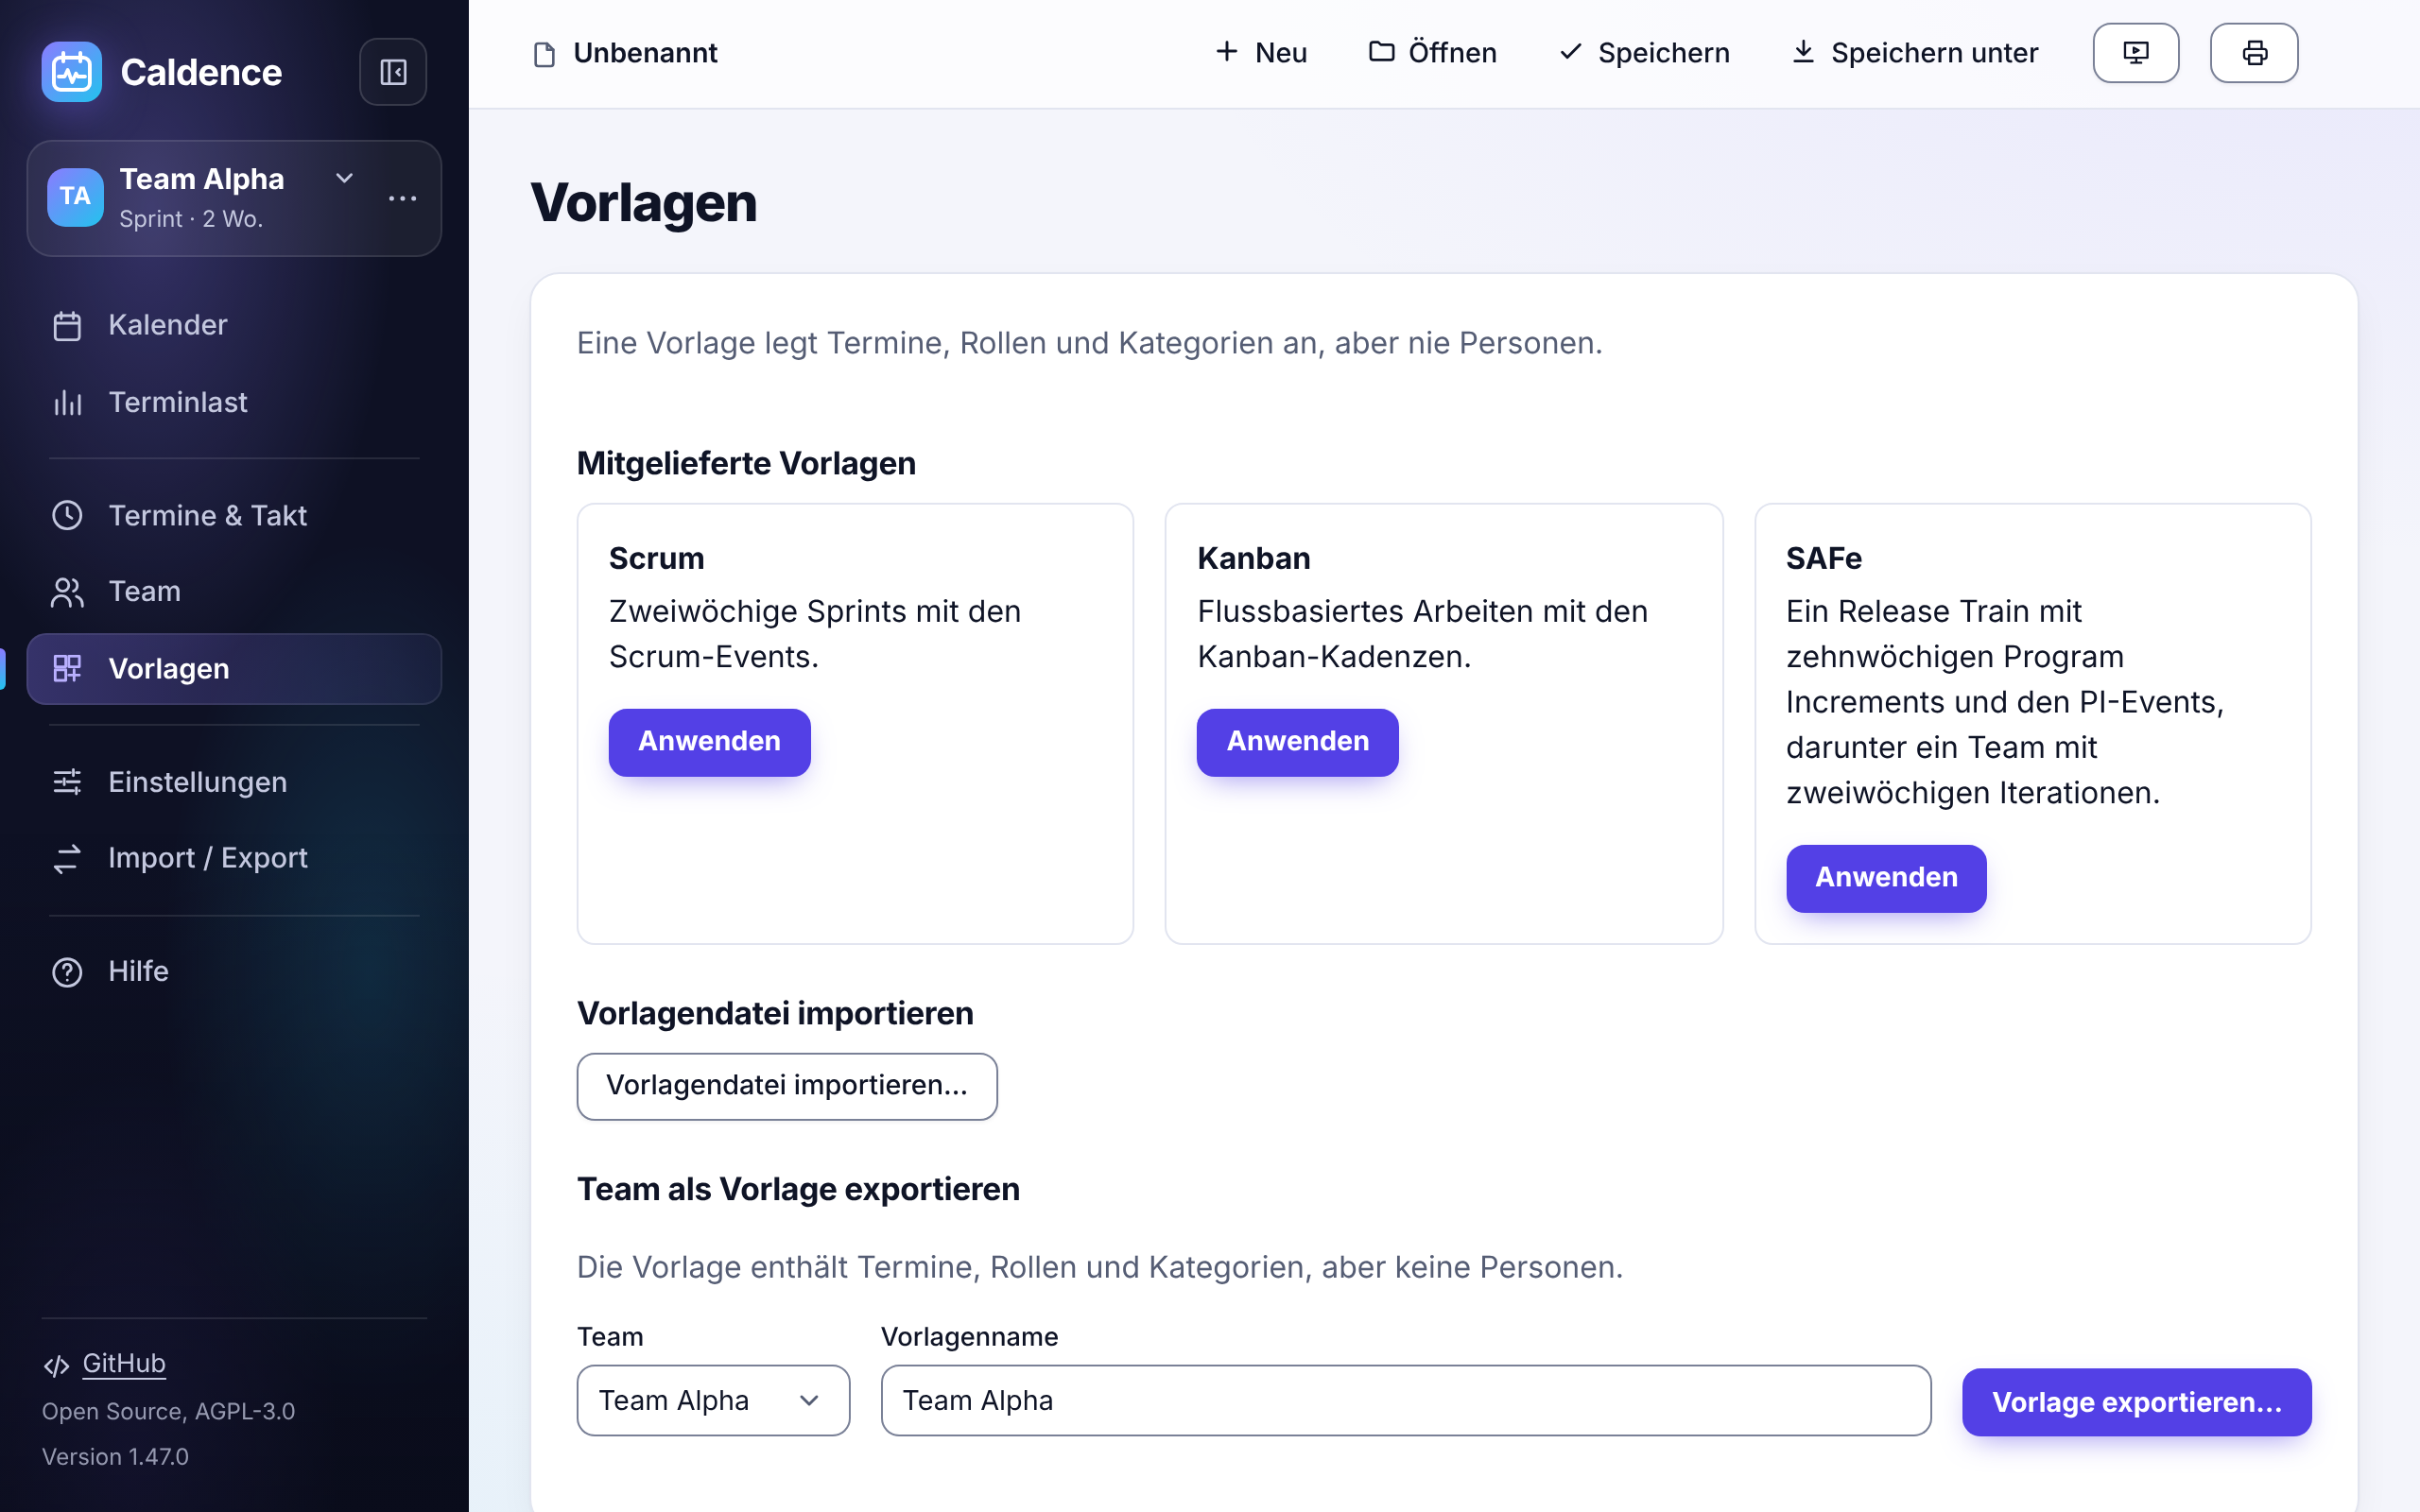 Caldence
TA
Team Alpha
Sprint · 2 Wo.
Kalender
Terminlast
Termine & Takt
Team
Vorlagen
Einstellungen
Import / Export
Hilfe
GitHub
Open Source, AGPL-3.0
Version 1.47.0
Unbenannt
Neu
Öffnen
Speichern
Speichern unter
Vorlagen
Eine Vorlage legt Termine, Rollen und Kategorien an, aber nie Personen.
Mitgelieferte Vorlagen
Scrum
Zweiwöchige Sprints mit den
Scrum-Events.
Anwenden
Kanban
Flussbasiertes Arbeiten mit den
Kanban-Kadenzen.
Anwenden
SAFe
Ein Release Train mit
zehnwöchigen Program
Increments und den PI-Events,
darunter ein Team mit
zweiwöchigen Iterationen.
Anwenden
Vorlagendatei importieren
Vorlagendatei importieren...
Team als Vorlage exportieren
Die Vorlage enthält Termine, Rollen und Kategorien, aber keine Personen.
Team
Team Alpha
Vorlagenname
Team Alpha
Vorlage exportieren...